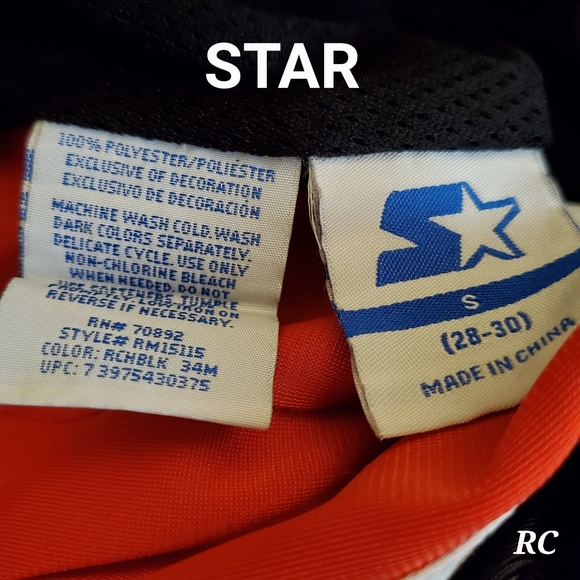 STAR
100% POLYESTER/POLIÉSTER
EXCLUSIVE OF DECORATION
EXCLUSIVO DE DECORACIÓN
MACHINE WASH COLD, WASH
DARK COLORS SEPARATELY.
DELICATE CYCLE. USE ONLY
NON-CHLORINE BLEACH
WHEN NEEDED. DO NOT
REVERSE IF NECESSARY.
RN# 70892
STYLE# RM15115
COLOR: RCHBLK 34M
UPC: 7 3975430375
S
(28-30)
MADE IN CHINA
RC